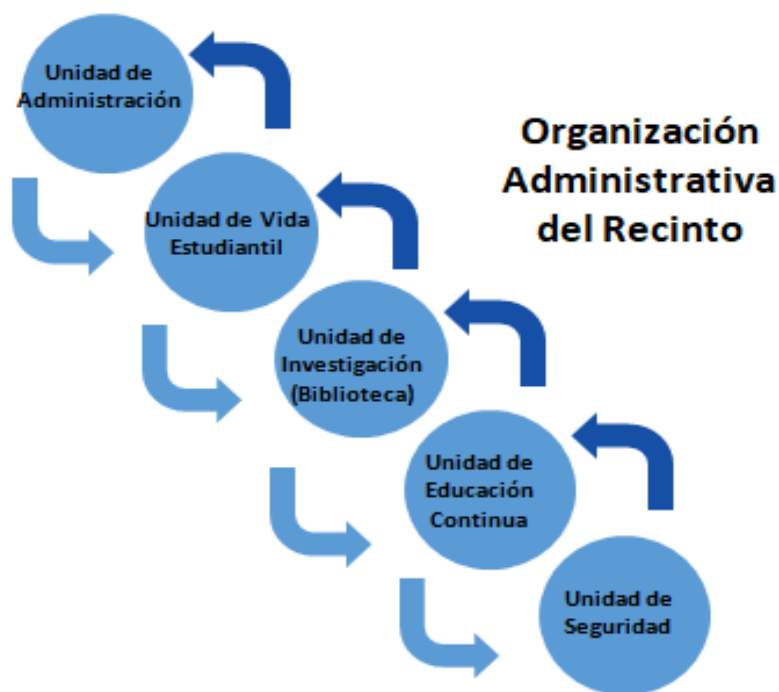 Unidad de
Administración
Organización
Administrativa
del Recinto
Unidad de Vida
Estudiantil
Unidad de
Investigación
(Biblioteca)
Unidad de
Educación
Continua
Unidad de
Seguridad